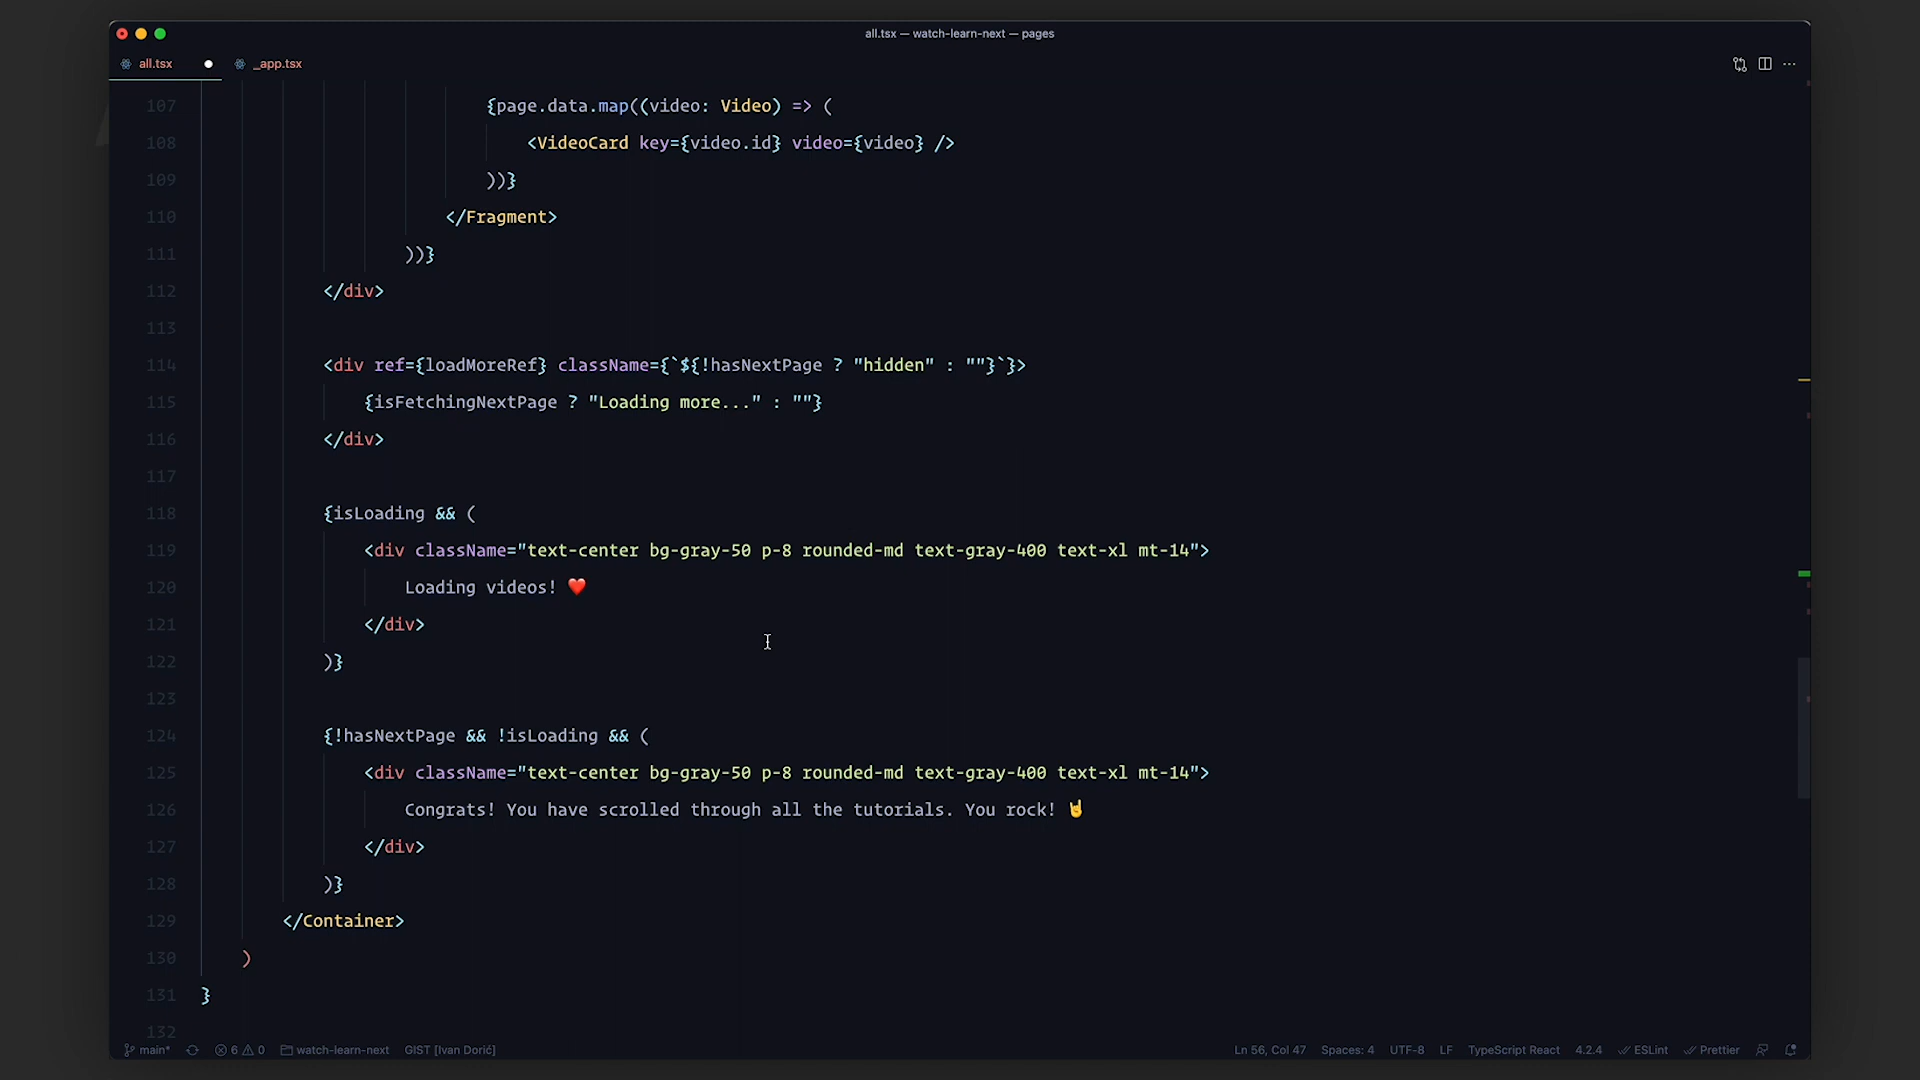 all.tsx — watch-learn-next — pages
all.tsx
_app.tsx
107 {page.data.map((video: Video) => (
108 <VideoCard key={video.id} video={video} />
109 ))}
110 </Fragment>
111 ))}
112 </div>
113
114 <div ref={loadMoreRef} className={`${!hasNextPage ? "hidden" : ""}`}>
115 {isFetchingNextPage ? "Loading more..." : ""}
116 </div>
117
118 {isLoading && (
119 <div className="text-center bg-gray-50 p-8 rounded-md text-gray-400 text-xl mt-14">
120 Loading videos! ❤️
121 </div>
122 )}
123
124 {!hasNextPage && !isLoading && (
125 <div className="text-center bg-gray-50 p-8 rounded-md text-gray-400 text-xl mt-14">
126 Congrats! You have scrolled through all the tutorials. You rock! 🤘
127 </div>
128 )}
129 </Container>
130 )
131 }
132
main* 6 0 watch-learn-next GIST [Ivan Dorić] Ln 56, Col 47 Spaces: 4 UTF-8 LF TypeScript React 4.2.4 ESLint Prettier